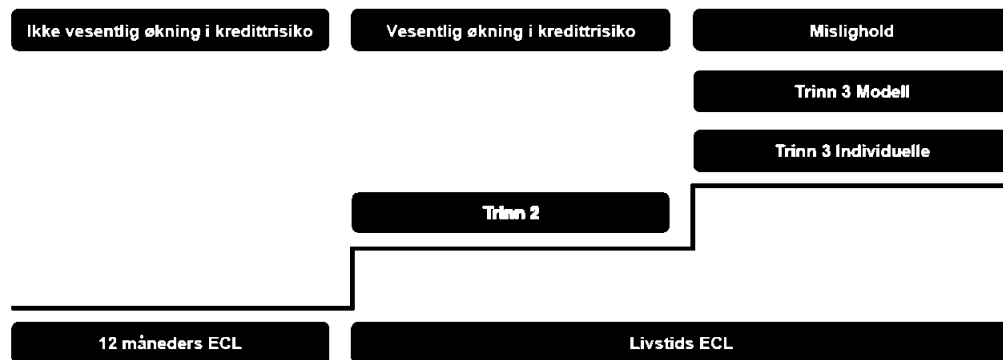 Ikke vesentlig økning i kredittrisiko
Vesentlig økning i kredittrisiko
Mislighold
Trinn 3 Modell
Trinn 3 Individuelle
Trinn 2
12 måneders ECL
Livstids ECL